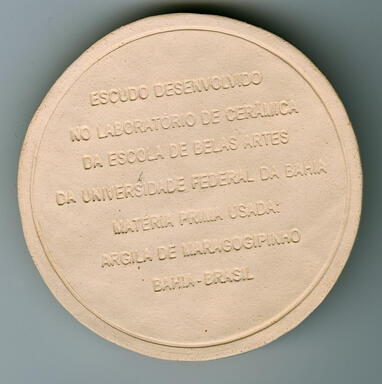 ESCUDO DESENVOLVIDO
NO LABORATÓRIO DE CERÂMICA
DA ESCOLA DE BELAS ARTES
DA UNIVERSIDADE FEDERAL DA BAHIA
MATÉRIA PRIMA USADA:
ARGILA DE MARAGOGIPINHO
BAHIA-BRASIL